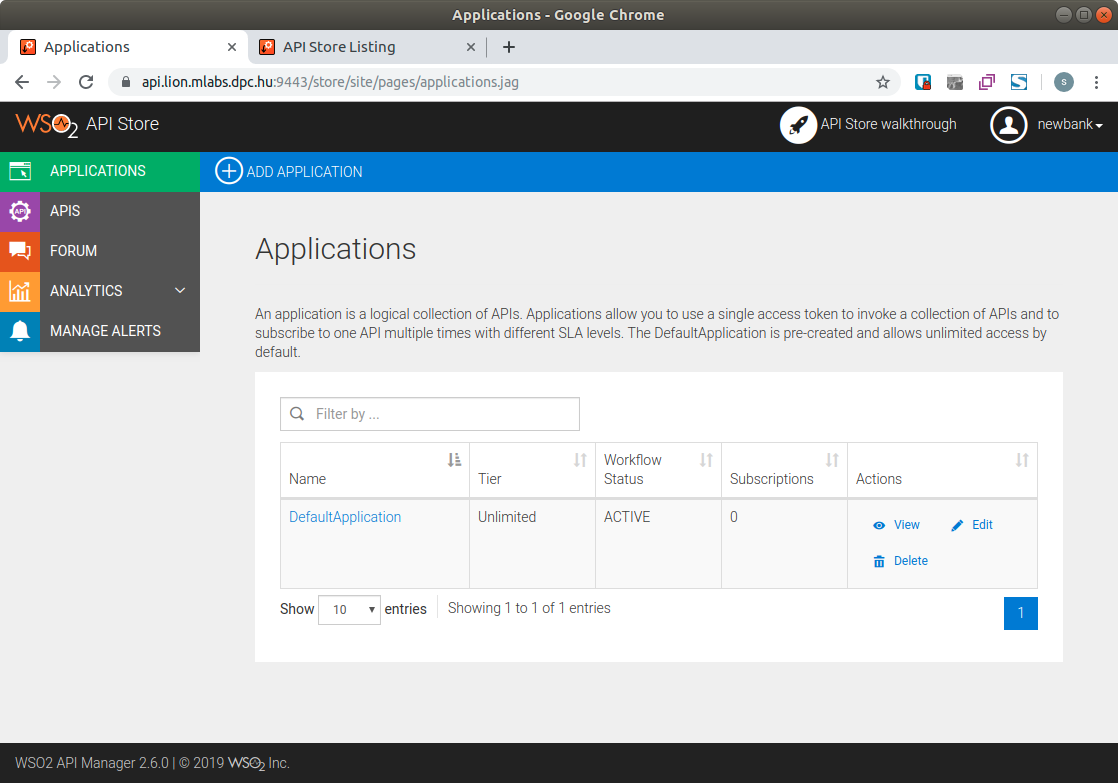 Applications - Google Chrome
Applications
API Store Listing
api.lion.mlabs.dpc.hu:9443/store/site/pages/applications.jag
s
WSO2 API Store
API Store walkthrough
newbank
APPLICATIONS
ADD APPLICATION
API
APIS
FORUM
ANALYTICS
MANAGE ALERTS
Applications
An application is a logical collection of APIs. Applications allow you to use a single access token to invoke a collection of APIs and to
subscribe to one API multiple times with different SLA levels. The DefaultApplication is pre-created and allows unlimited access by
default.
Filter by ...
Name Tier Workflow Status Subscriptions Actions
DefaultApplication Unlimited ACTIVE 0 View Edit
Delete
Show 10 entries Showing 1 to 1 of 1 entries 1
WSO2 API Manager 2.6.0 | © 2019 WSO2 Inc.